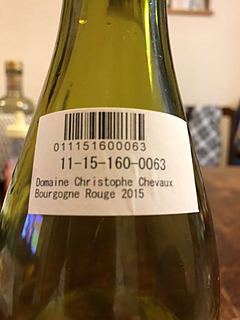 011151600063
11-15-160-0063
Domaine Christophe Chevaux
Bourgogne Rouge 2015